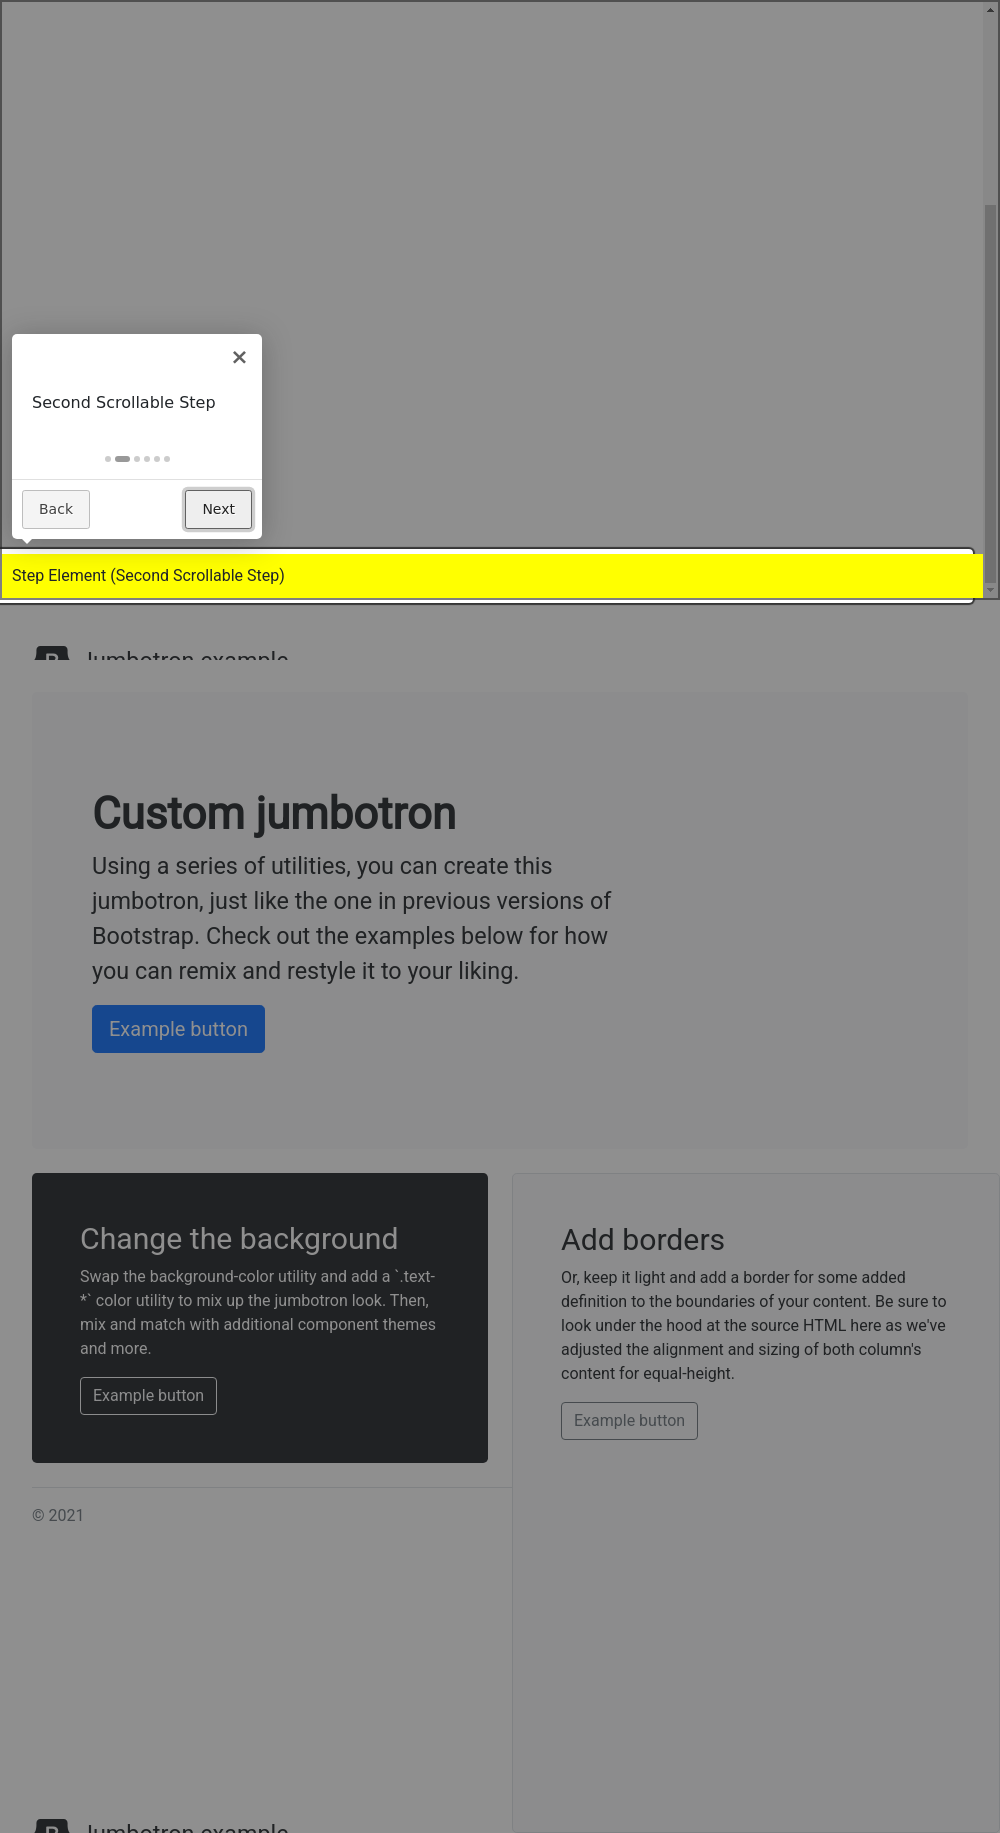 ×
Second Scrollable Step
Back
Next
Step Element (Second Scrollable Step)
Jumbotron example
Custom jumbotron
Using a series of utilities, you can create this
jumbotron, just like the one in previous versions of
Bootstrap. Check out the examples below for how
you can remix and restyle it to your liking.
Example button
Change the background
Swap the background-color utility and add a `.text-
*` color utility to mix up the jumbotron look. Then,
mix and match with additional component themes
and more.
Example button
Add borders
Or, keep it light and add a border for some added
definition to the boundaries of your content. Be sure to
look under the hood at the source HTML here as we've
adjusted the alignment and sizing of both column's
content for equal-height.
Example button
© 2021
Jumbotron example